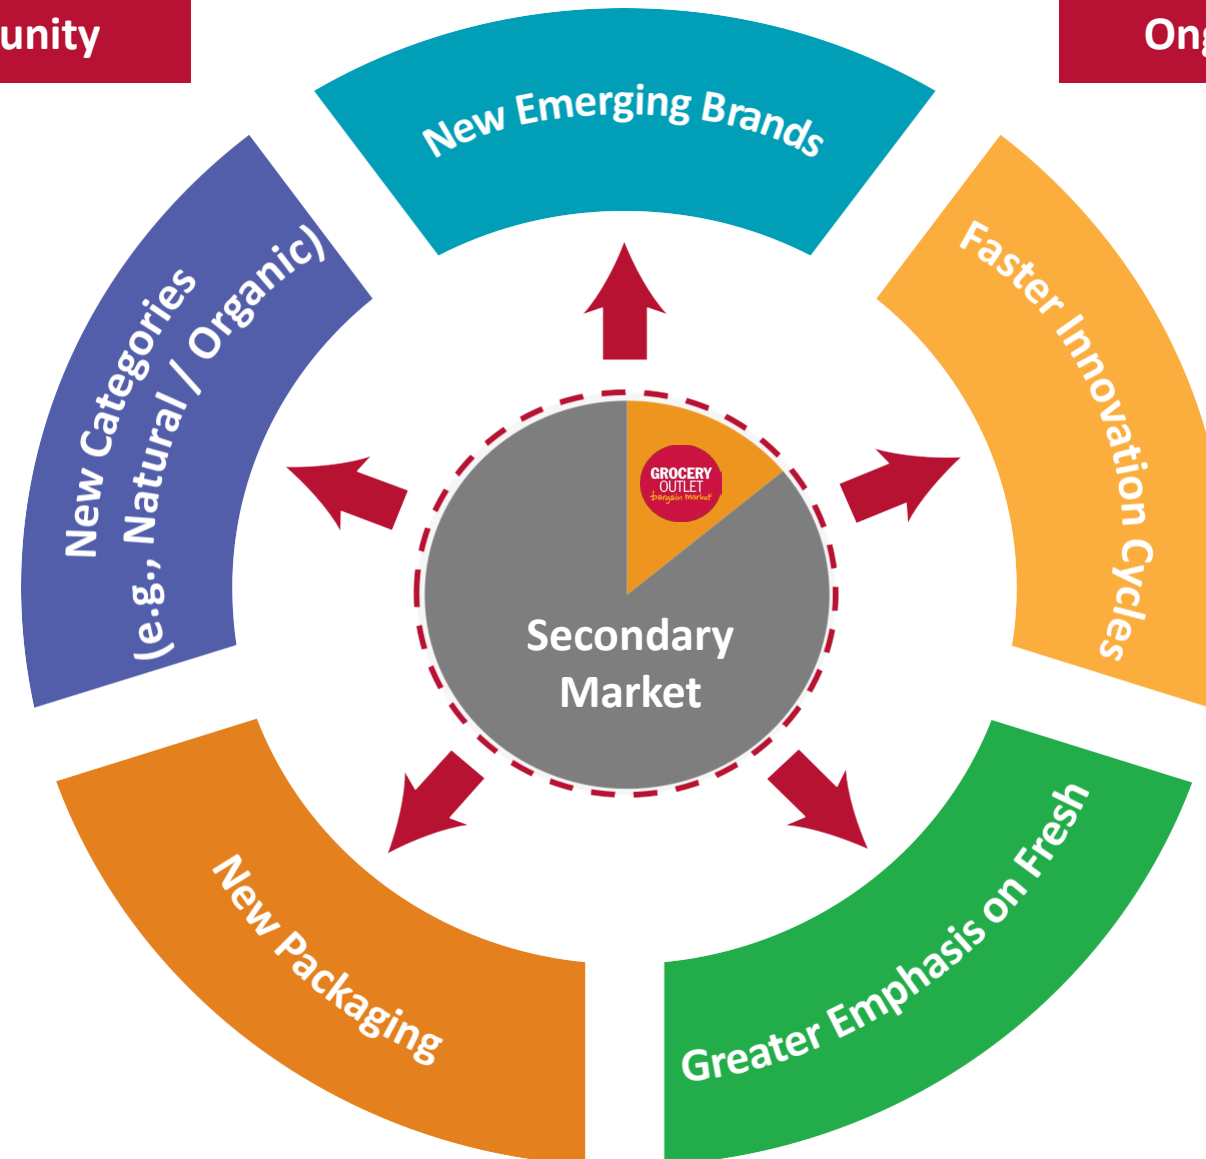 unity
Ong
New Emerging Brands
Faster Innovation Cycles
New Categories
(e.g., Natural / Organic)
GROCERY
OUTLET
bargain market
Secondary
Market
New Packaging
Greater Emphasis on Fresh